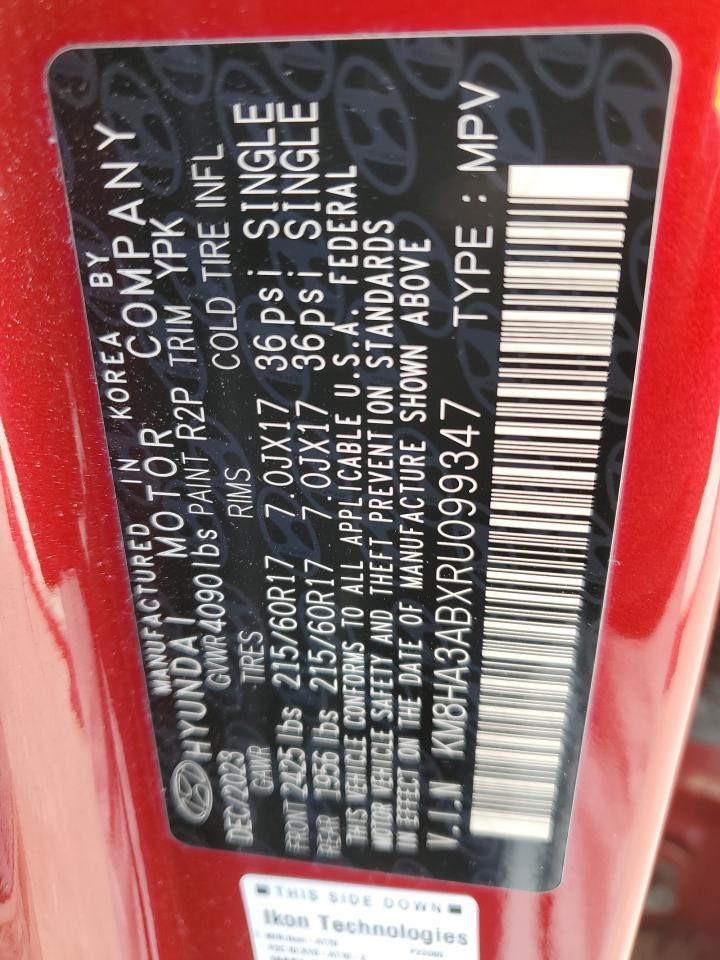 MANUFACTURED IN KOREA BY
HYUNDAI MOTOR COMPANY
DEC/2023 GVWR 4090 lbs PAINT R2P TRIM YPK
GAWR TIRES RIMS COLD TIRE INFL
FRONT 2425 lbs 215/60R17 7.0JX17 36psi SINGLE
REAR 1956 lbs 215/60R17 7.0JX17 36psi SINGLE
THIS VEHICLE CONFORMS TO ALL APPLICABLE U.S.A. FEDERAL
MOTOR VEHICLE SAFETY AND THEFT PREVENTION STANDARDS
IN EFFECT ON THE DATE OF MANUFACTURE SHOWN ABOVE
V.I.N KM8HA3ABXRU099347 TYPE : MPV
THIS SIDE DOWN
Ikon Technologies